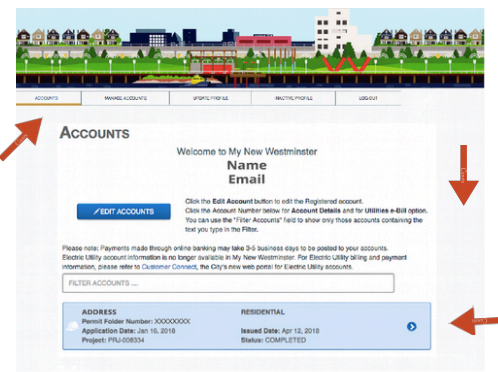 ACCOUNTS MANAGE ACCOUNTS UPDATE PROFILE INACTIVE PROFILE LOG OUT
ACCOUNTS
Welcome to My New Westminster
Name
Email
EDIT ACCOUNTS
Click the Edit Account button to edit the Registered account.
Click the Account Number below for Account Details and for Utilities e-Bill option.
You can use the "Filter Accounts" field to show only those accounts containing the
text you type in the Filter.
Please note: Payments made through online banking may take 3-5 business days to be posted to your accounts.
Electric Utility account information is no longer available in My New Westminster. For Electric Utility billing and payment
information, please refer to Customer Connect, the City's new web portal for Electric Utility accounts.
FILTER ACCOUNTS ...
ADDRESS RESIDENTIAL
Permit Folder Number: XXXXXXXX
Application Date: Jan 16, 2018 Issued Date: Apr 12, 2018
Project: PRJ-008334 Status: COMPLETED